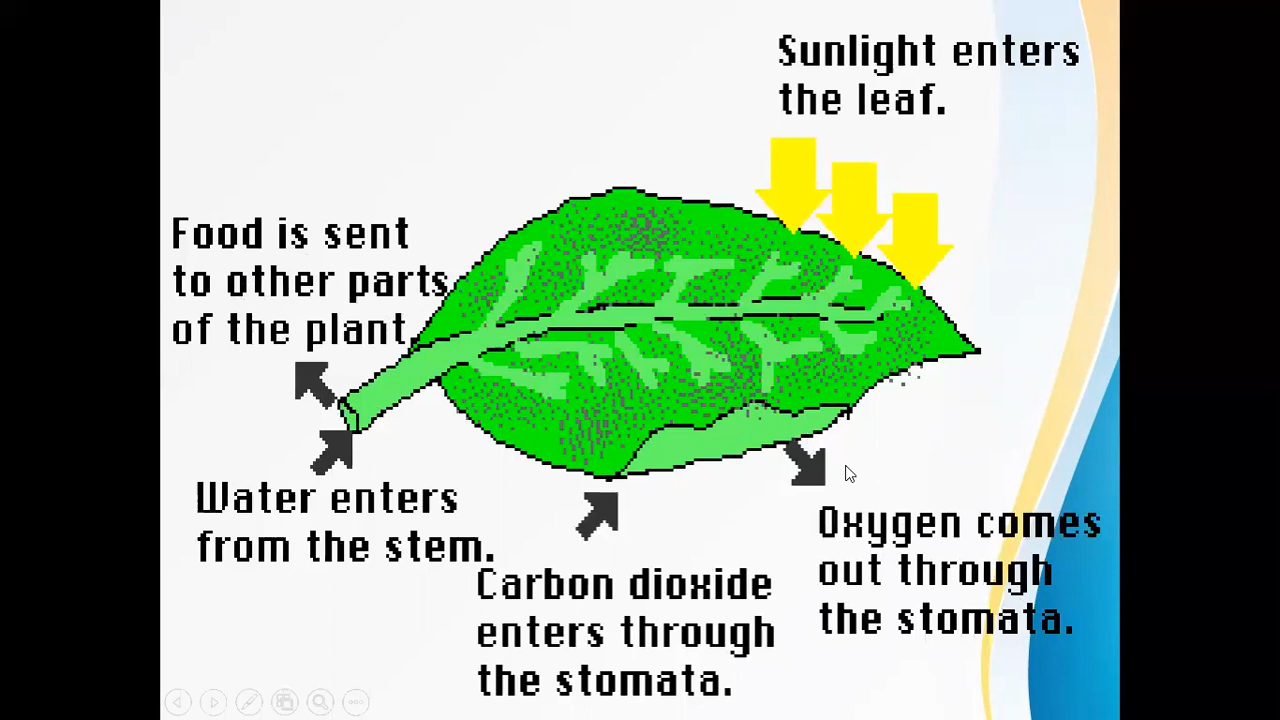 Sunlight enters
the leaf.
Food is sent
to other parts
of the plant.
Water enters
from the stem.
Carbon dioxide
enters through
the stomata.
Oxygen comes
out through
the stomata.